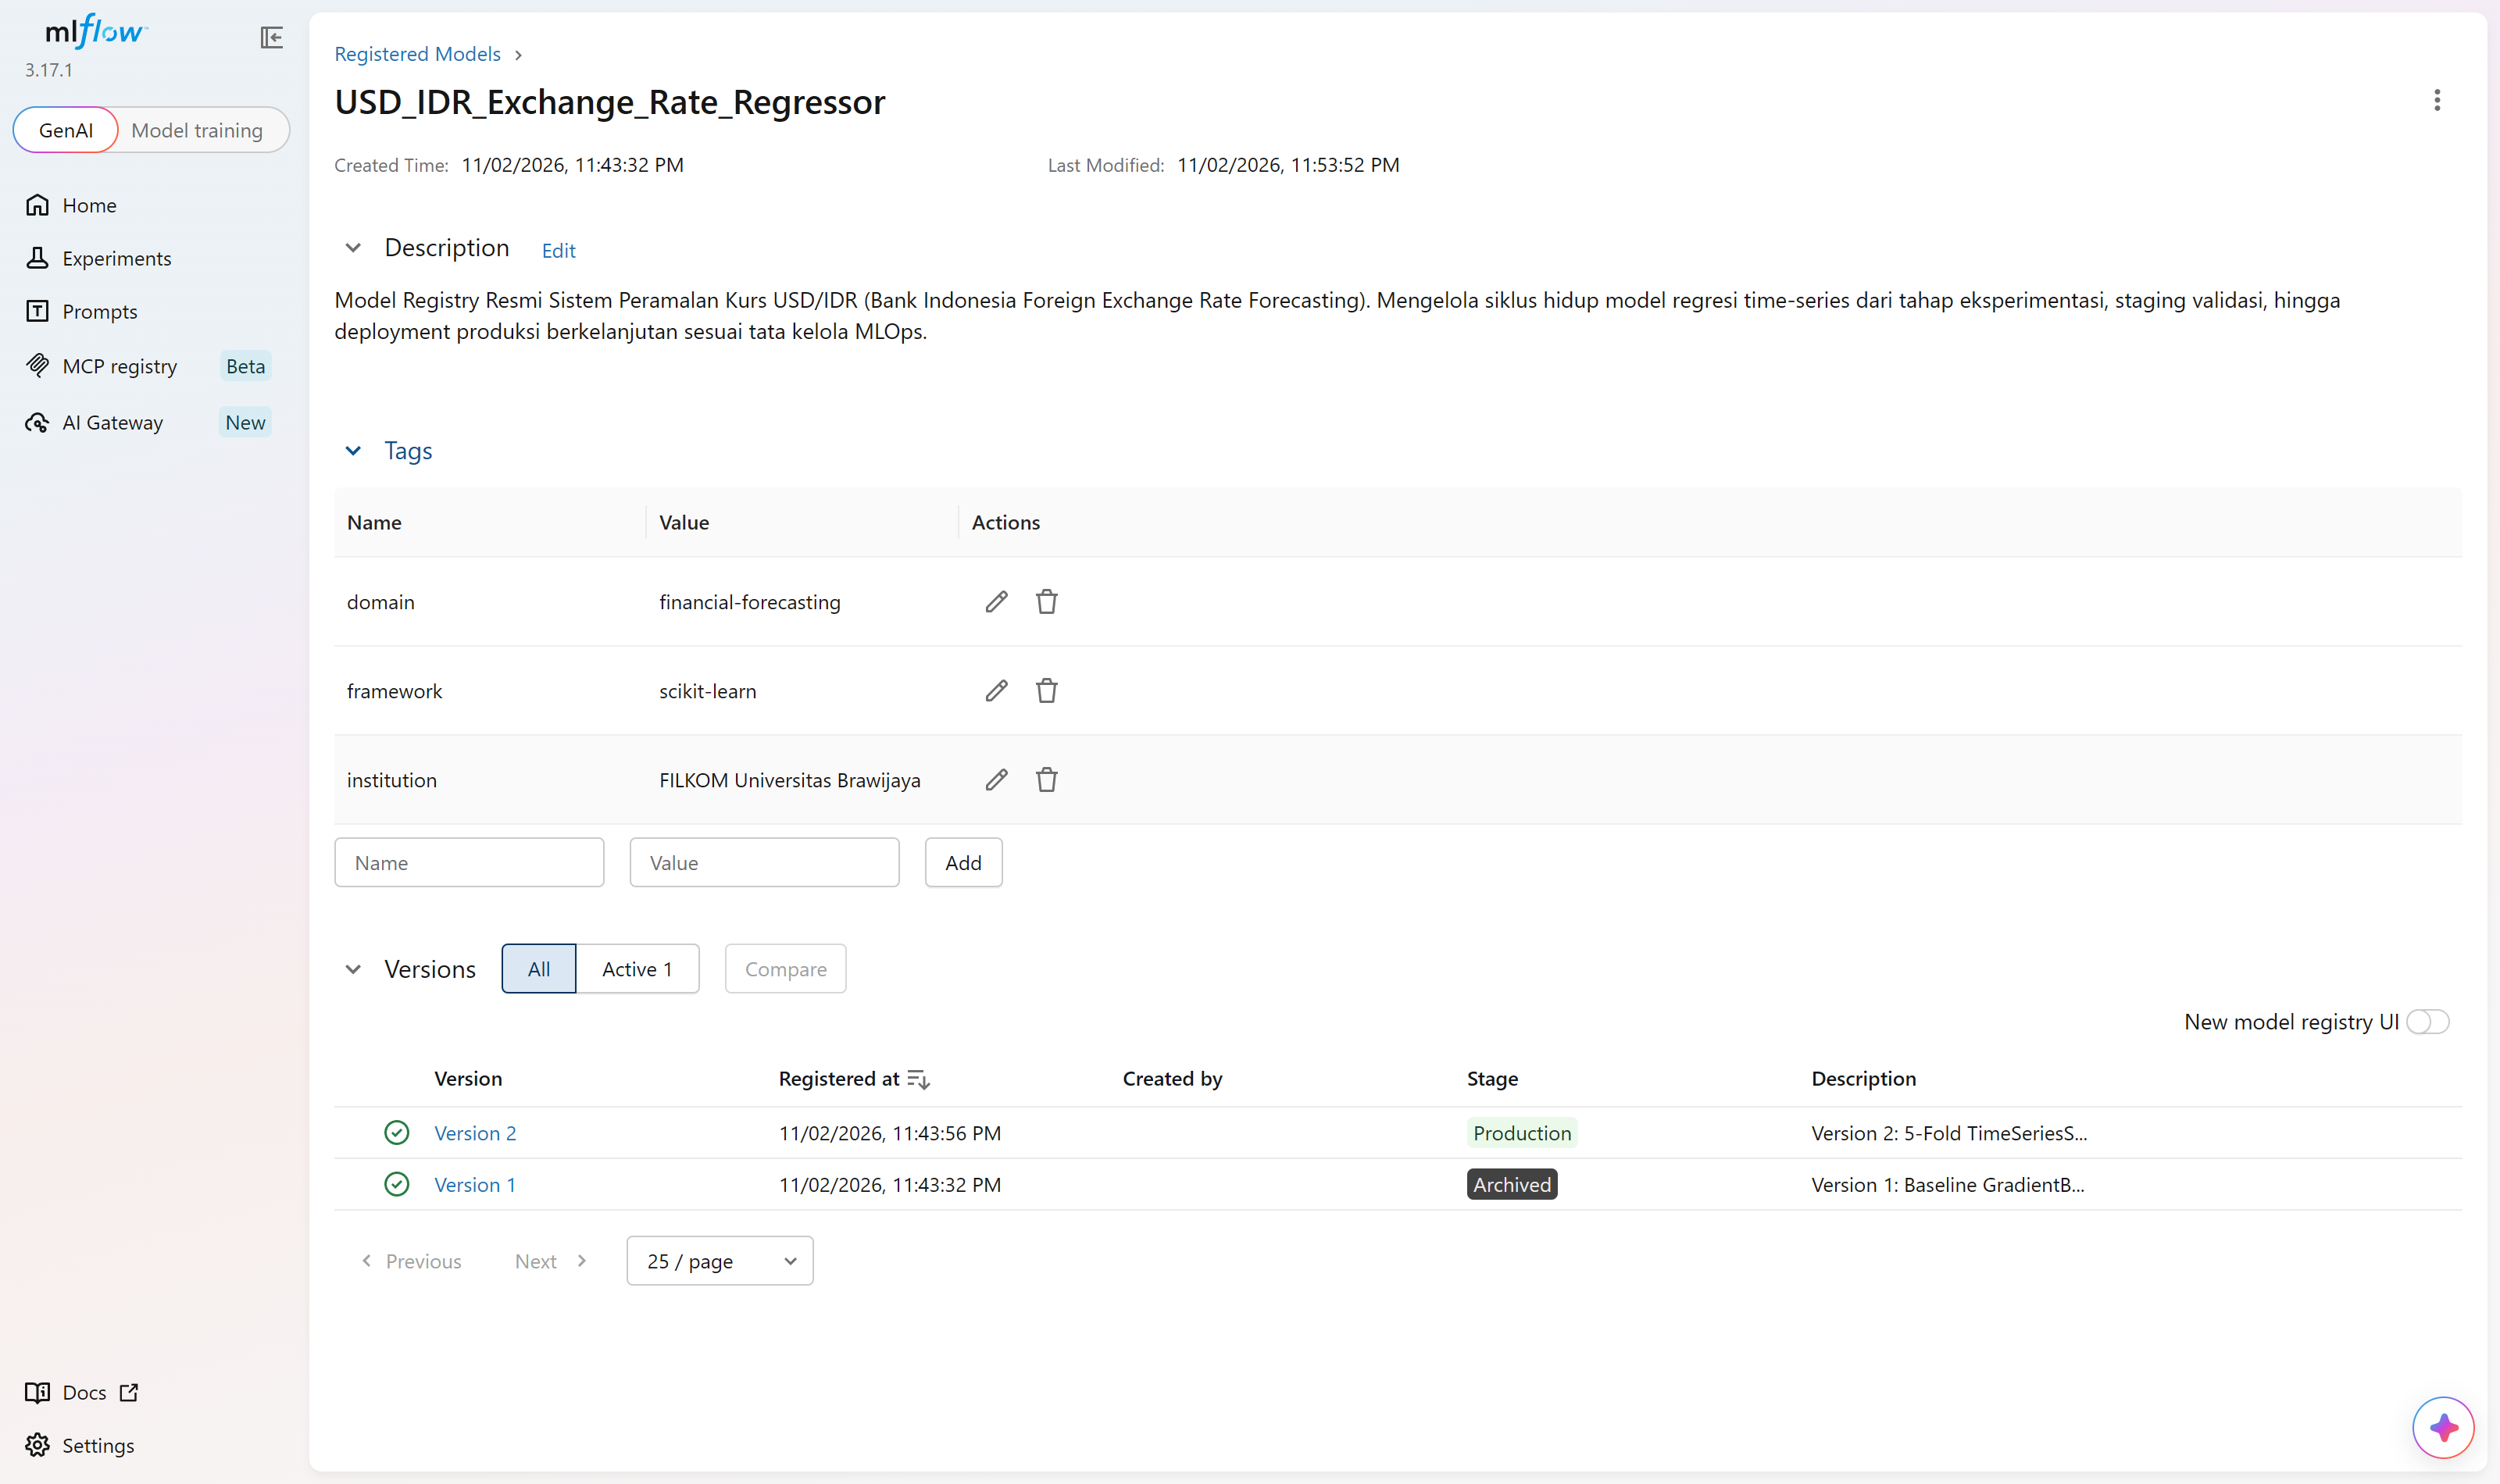 mlflow
3.17.1
GenAI Model training
Home
Experiments
Prompts
MCP registry Beta
AI Gateway New
Docs
Settings
Registered Models
USD_IDR_Exchange_Rate_Regressor
Created Time: 11/02/2026, 11:43:32 PM Last Modified: 11/02/2026, 11:53:52 PM
Description Edit
Model Registry Resmi Sistem Peramalan Kurs USD/IDR (Bank Indonesia Foreign Exchange Rate Forecasting). Mengelola siklus hidup model regresi time-series dari tahap eksperimentasi, staging validasi, hingga
deployment produksi berkelanjutan sesuai tata kelola MLOps.
Tags
Name Value Actions
domain financial-forecasting
framework scikit-learn
institution FILKOM Universitas Brawijaya
Name Value Add
Versions All Active 1 Compare
New model registry UI
Version Registered at Created by Stage Description
Version 2 11/02/2026, 11:43:56 PM Production Version 2: 5-Fold TimeSeriesS...
Version 1 11/02/2026, 11:43:32 PM Archived Version 1: Baseline GradientB...
Previous Next 25 / page